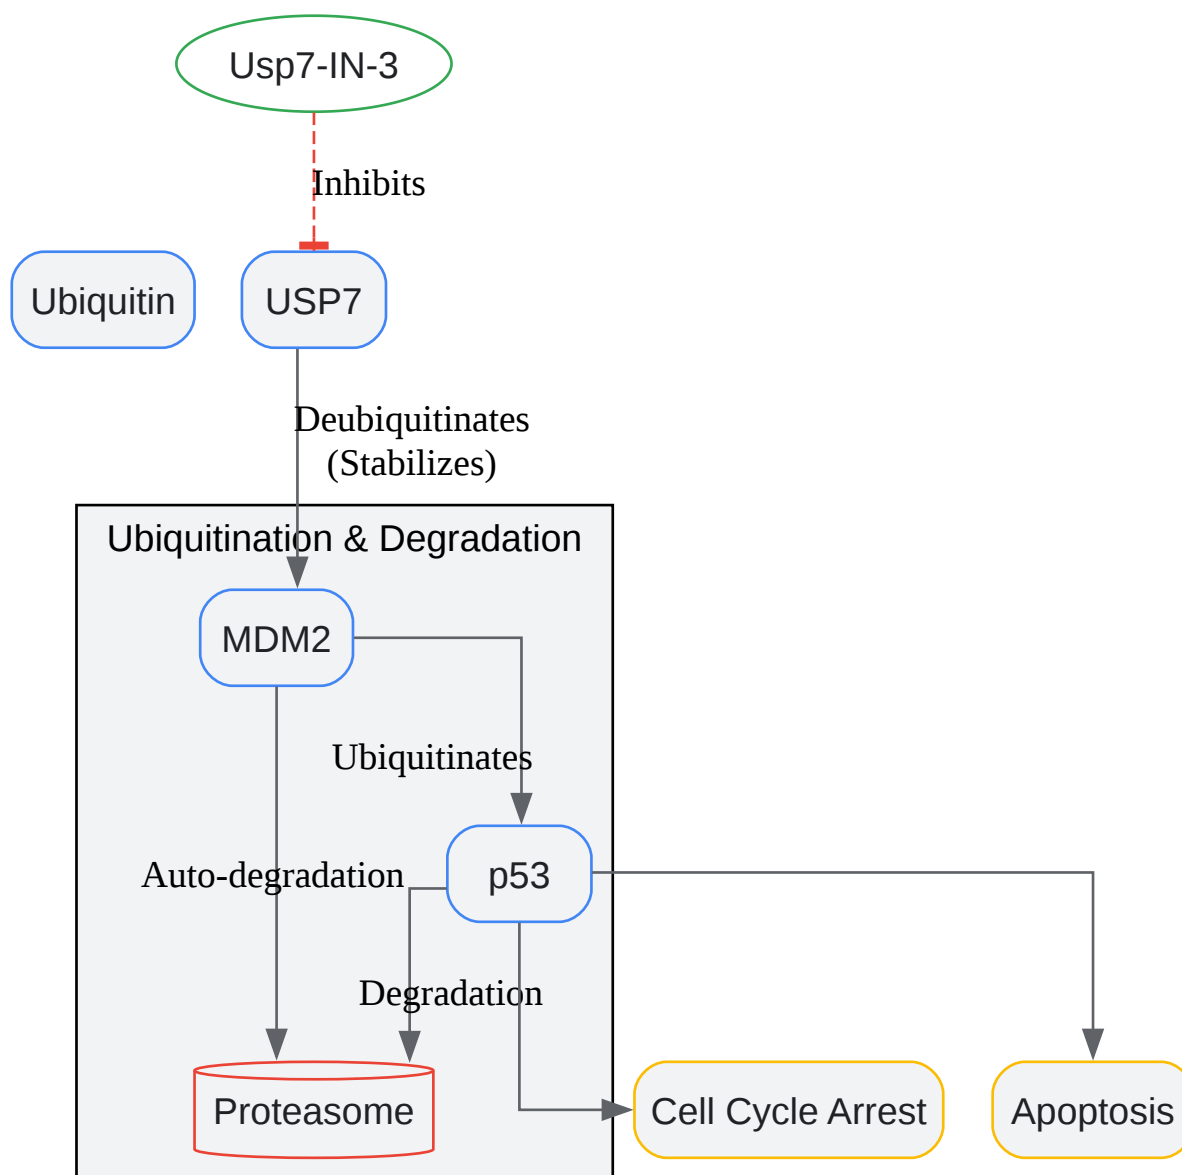 Usp7-IN-3
Inhibits
Ubiquitin
USP7
Deubiquitinates
(Stabilizes)
Ubiquitination & Degradation
MDM2
Ubiquitinates
Auto-degradation
p53
Degradation
Proteasome
Cell Cycle Arrest
Apoptosis